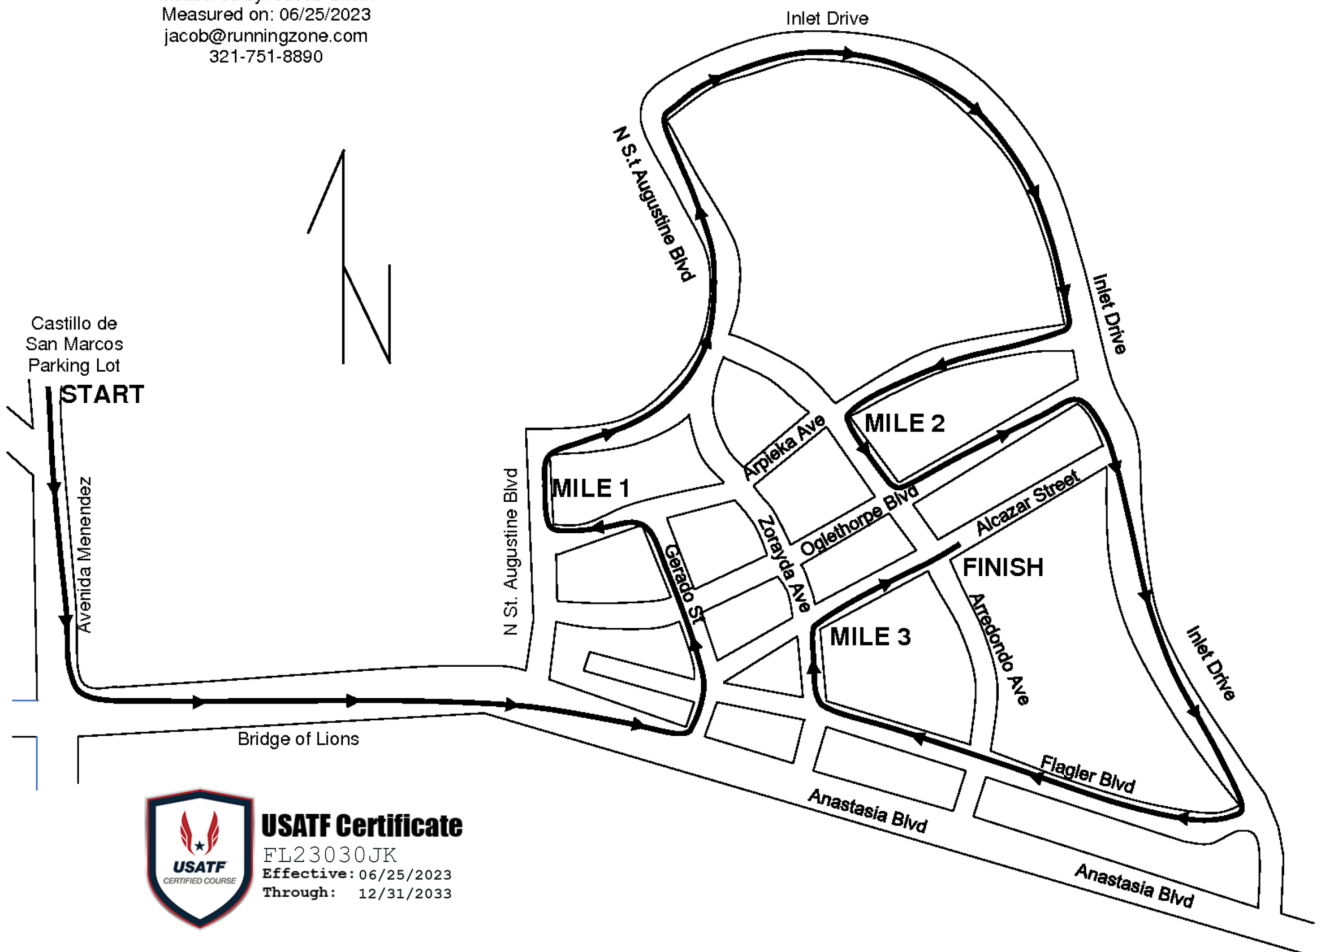 Measured on: 06/25/2023
jacob@runningzone.com
321-751-8890
Inlet Drive
N S.t Augustine Blvd
Inlet Drive
Castillo de
San Marcos
Parking Lot
START
MILE 2
Arpieka Ave
MILE 1
Oglethorpe Blvd
Alcazar Street
N St. Augustine Blvd
Avenida Menendez
Zorayda Ave
Gerado St
FINISH
MILE 3
Arredondo Ave
Inlet Drive
Bridge of Lions
Flagler Blvd
Anastasia Blvd
Anastasia Blvd
N
USATF
CERTIFIED COURSE
USATF Certificate
FL23030JK
Effective: 06/25/2023
Through: 12/31/2033